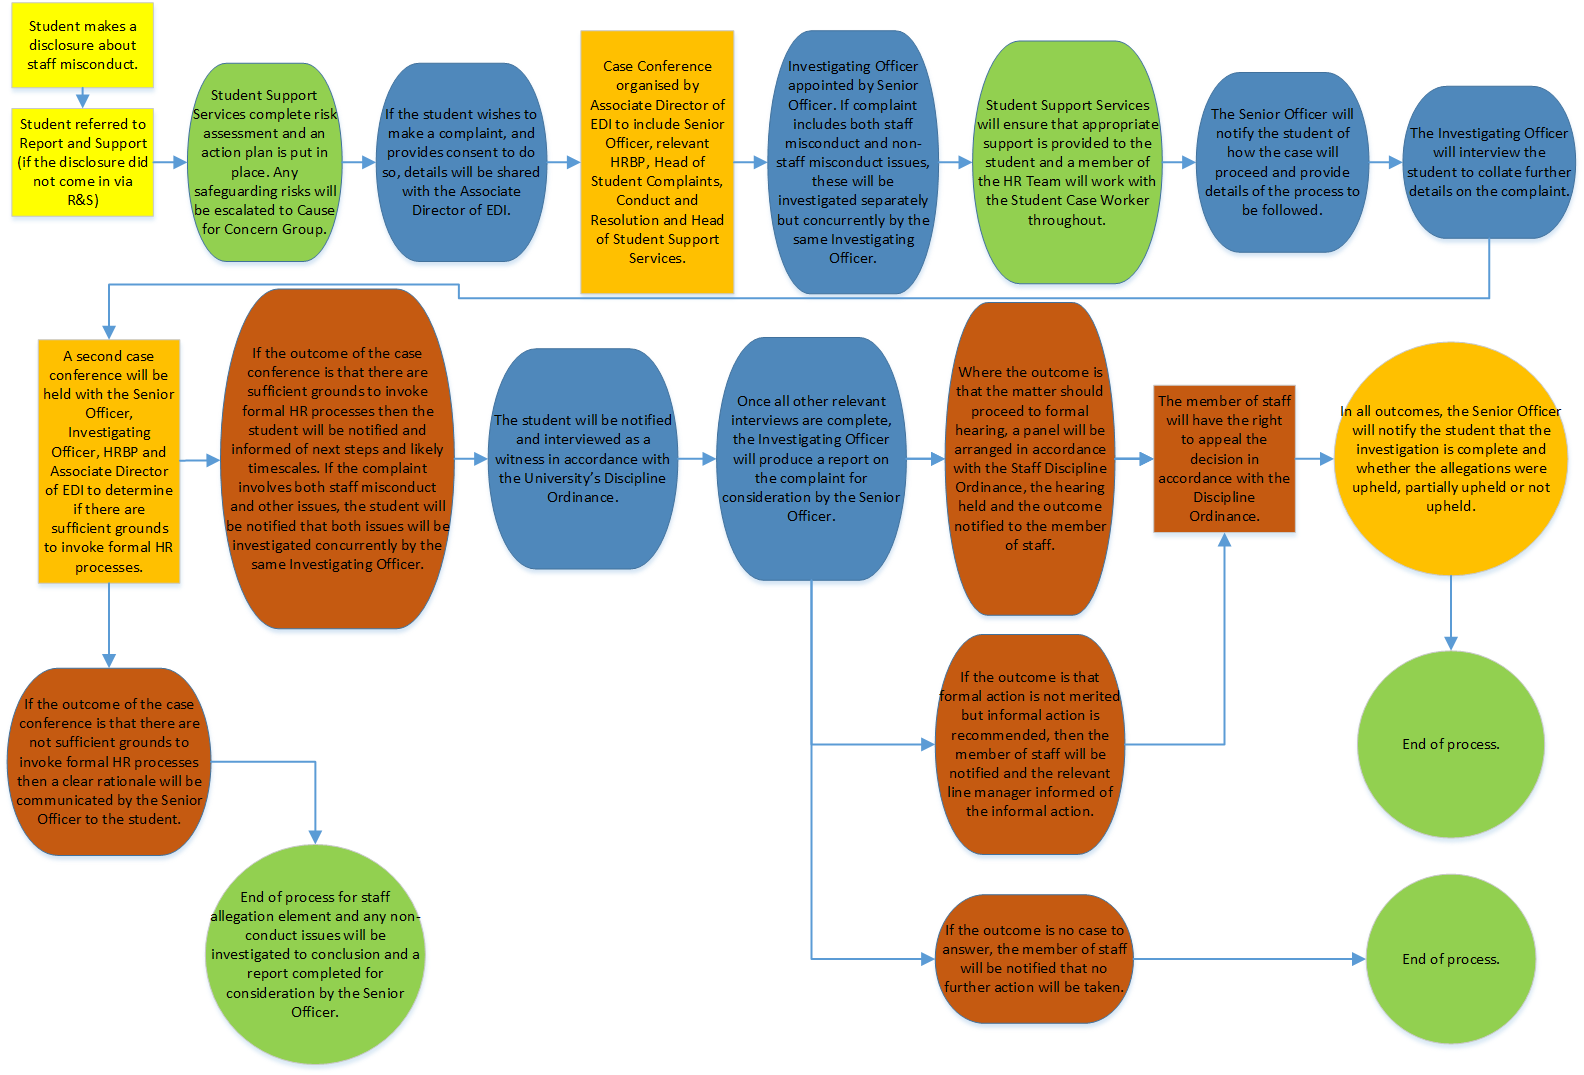 Student makes a
disclosure about
staff misconduct.
Student referred to
Report and Support
(if the disclosure did
not come in via
R&S)
Student Support
Services complete risk
assessment and an
action plan is put in
place. Any
safeguarding risks will
be escalated to Cause
for Concern Group.
If the student wishes to
make a complaint, and
provides consent to do
so, details will be shared
with the Associate
Director of EDI.
Case Conference
organised by
Associate Director of
EDI to include Senior
Officer, relevant
HRBP, Head of
Student Complaints,
Conduct and
Resolution and Head
of Student Support
Services.
Investigating Officer
appointed by Senior
Officer. If complaint
includes both staff
misconduct and non-
staff misconduct issues,
these will be
investigated separately
but concurrently by the
same Investigating
Officer.
Student Support Services
will ensure that appropriate
support is provided to the
student and a member of
the HR Team will work with
the Student Case Worker
throughout.
The Senior Officer will
notify the student of
how the case will
proceed and provide
details of the process to
be followed.
The Investigating Officer
will interview the
student to collate further
details on the complaint.
A second case
conference will be
held with the Senior
Officer,
Investigating
Officer, HRBP and
Associate Director
of EDI to determine
if there are
sufficient grounds
to invoke formal HR
processes.
If the outcome of the case
conference is that there are
sufficient grounds to invoke
formal HR processes then the
student will be notified and
informed of next steps and likely
timescales. If the complaint
involves both staff misconduct
and other issues, the student will
be notified that both issues will be
investigated concurrently by the
same Investigating Officer.
The student will be notified
and interviewed as a
witness in accordance with
the University's Discipline
Ordinance.
Once all other relevant
interviews are complete,
the Investigating Officer
will produce a report on
the complaint for
consideration by the Senior
Officer.
Where the outcome is
that the matter should
proceed to formal
hearing, a panel will be
arranged in accordance
with the Staff Discipline
Ordinance, the hearing
held and the outcome
notified to the member
of staff.
The member of staff
will have the right
to appeal the
decision in
accordance with the
Discipline
Ordinance.
In all outcomes, the Senior Officer
will notify the student that the
investigation is complete and
whether the allegations were
upheld, partially upheld or not
upheld.
If the outcome of the case
conference is that there are
not sufficient grounds to
invoke formal HR processes
then a clear rationale will be
communicated by the Senior
Officer to the student.
If the outcome is that
formal action is not merited
but informal action is
recommended, then the
member of staff will be
notified and the relevant
line manager informed of
the informal action.
End of process.
End of process for staff
allegation element and any non-
conduct issues will be
investigated to conclusion and a
report completed for
consideration by the Senior
Officer.
If the outcome is no case to
answer, the member of staff
will be notified that no
further action will be taken.
End of process.